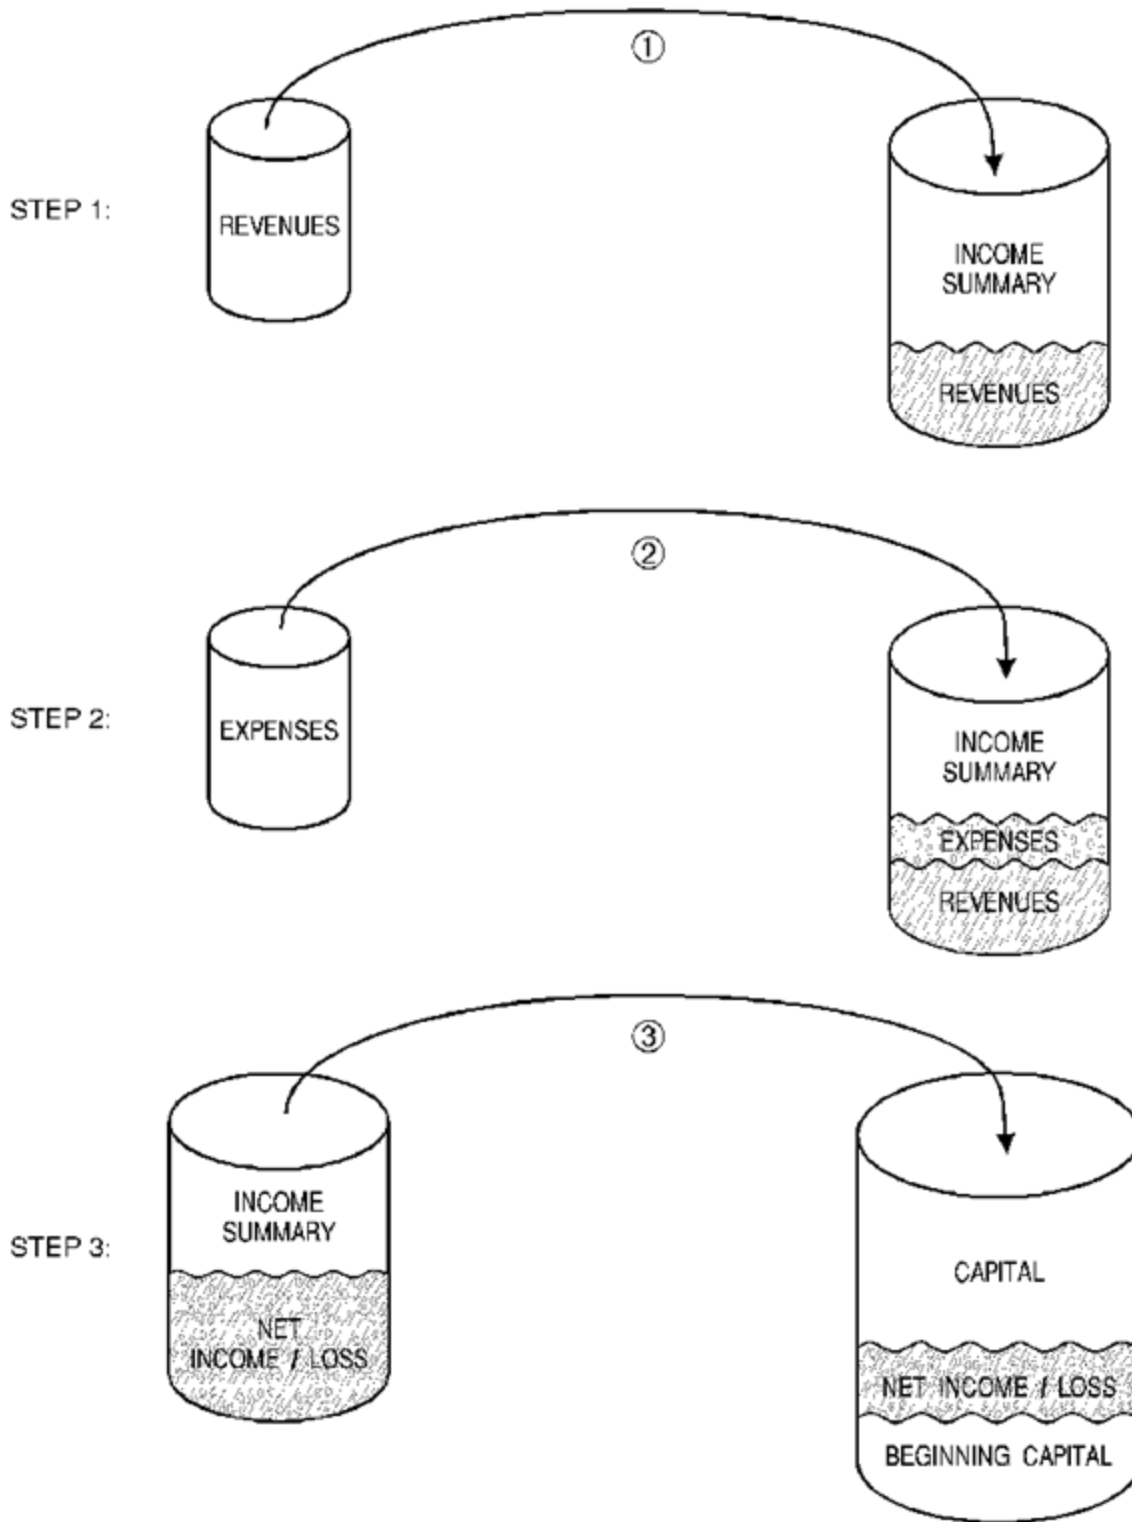 ①
STEP 1:
REVENUES
INCOME
SUMMARY
REVENUES
②
STEP 2:
EXPENSES
INCOME
SUMMARY
EXPENSES
REVENUES
③
STEP 3:
INCOME
SUMMARY
NET
INCOME / LOSS
CAPITAL
NET INCOME / LOSS
BEGINNING CAPITAL